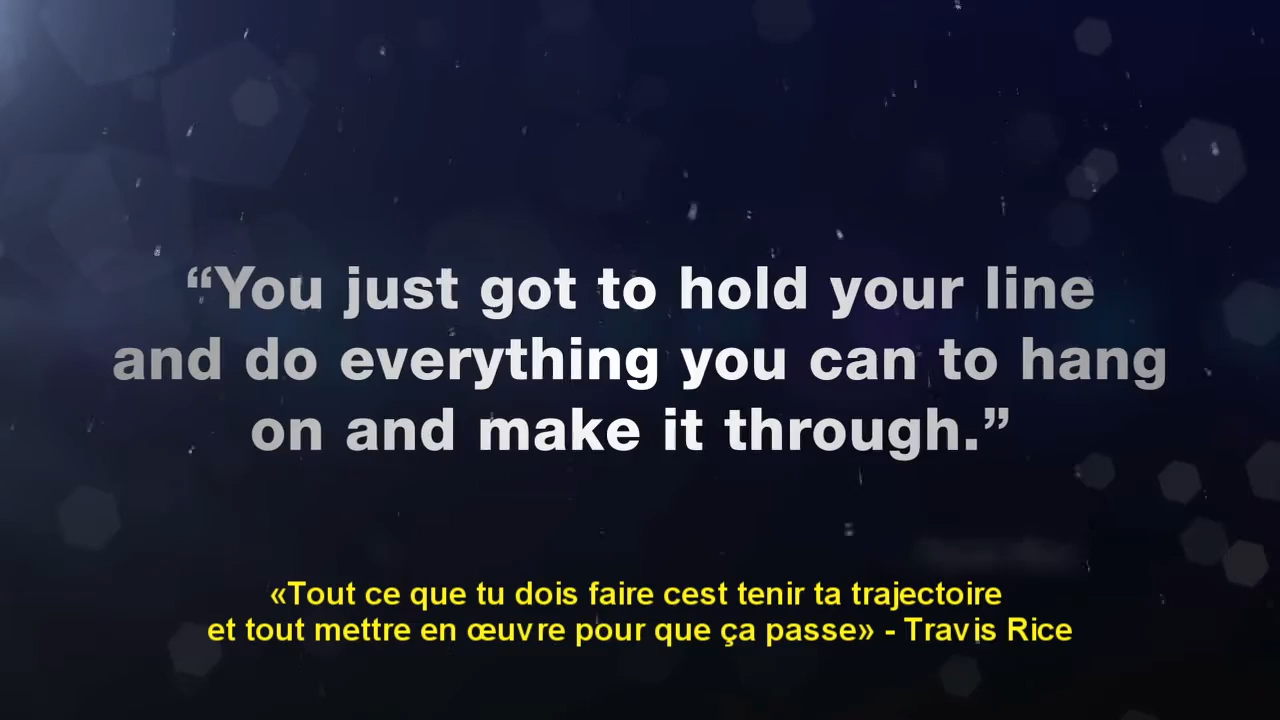 “You just got to hold your line
and do everything you can to hang
on and make it through.”
«Tout ce que tu dois faire cest tenir ta trajectoire
et tout mettre en œuvre pour que ça passe» - Travis Rice